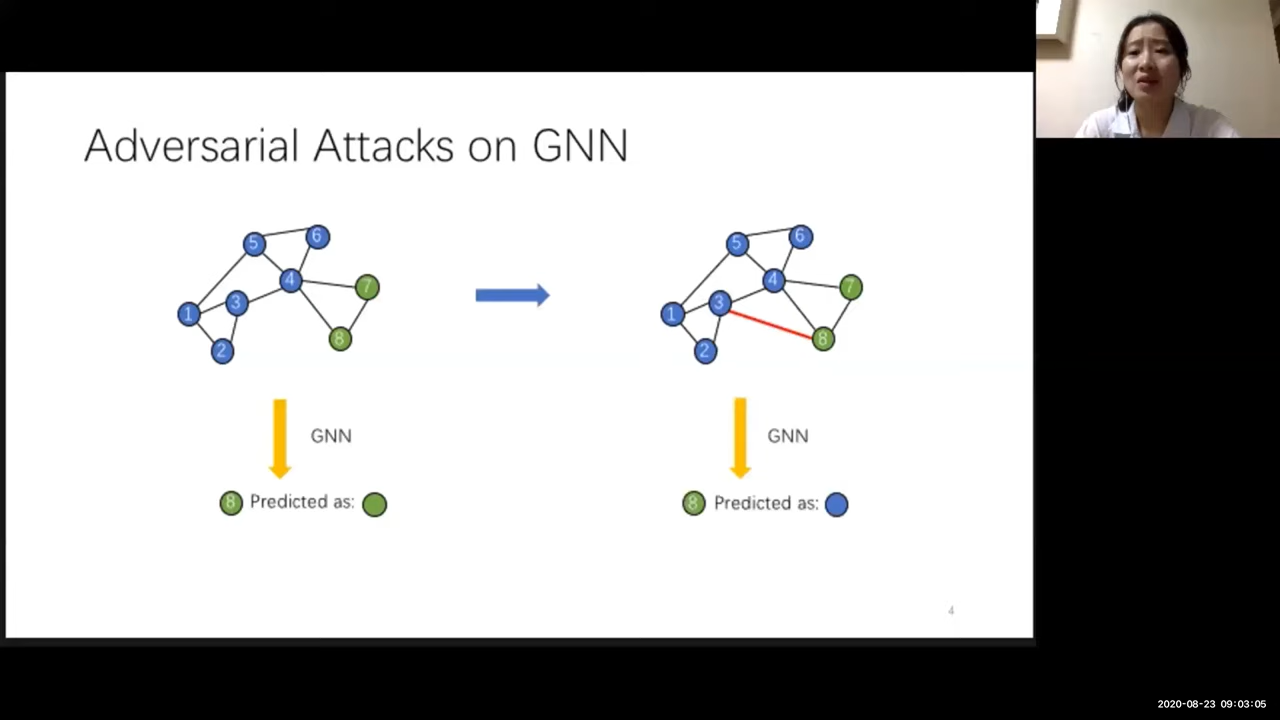 Adversarial Attacks on GNN
5 6 5 6
4 7 4 7
1 3 1 3
2 8 2 8
GNN GNN
8 Predicted as: 8 Predicted as:
4
2020-08-23 09:03:05